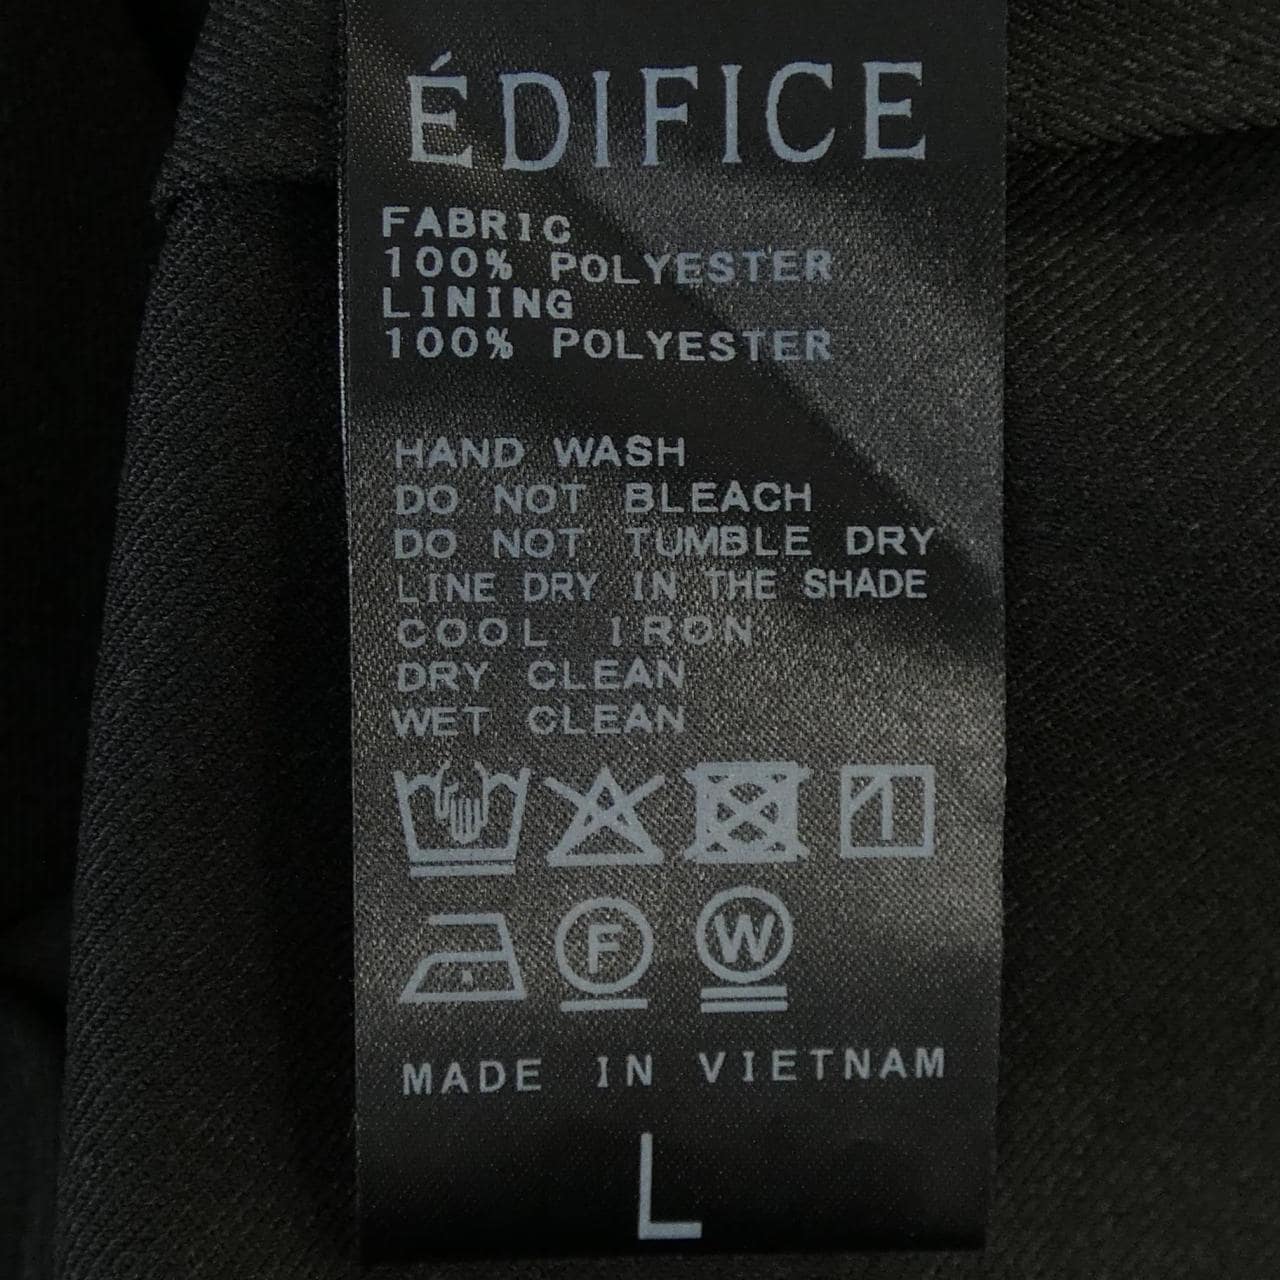 ÉDIFICE
FABRIC
100% POLYESTER
LINING
100% POLYESTER
HAND WASH
DO NOT BLEACH
DO NOT TUMBLE DRY
LINE DRY IN THE SHADE
COOL IRON
DRY CLEAN
WET CLEAN
F W
MADE IN VIETNAM
L